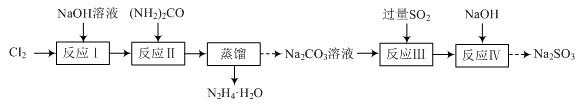 NaOH溶液 (NH₂)₂CO 过量SO₂ NaOH
Cl₂ 反应Ⅰ 反应Ⅱ 蒸馏 Na₂CO₃溶液 反应Ⅲ 反应Ⅳ Na₂SO₃
N₂H₄·H₂O